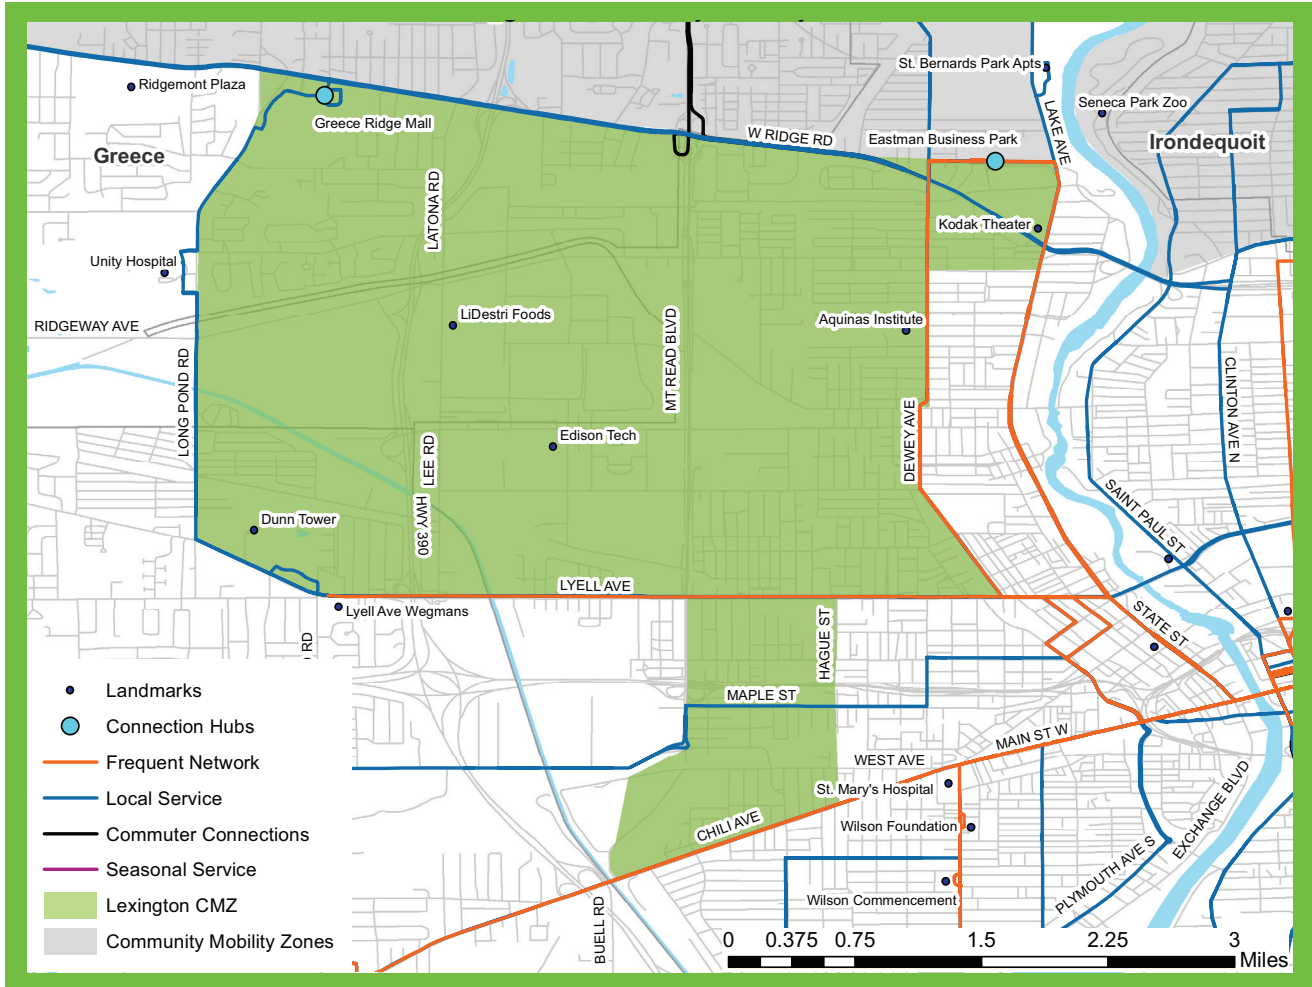 St. Bernards Park Apts
Ridgemont Plaza
Seneca Park Zoo
Greece Ridge Mall
W RIDGE RD
Eastman Business Park
LAKE AVE
Irondequoit
Greece
LATONA RD
Kodak Theater
Unity Hospital
LiDestri Foods
Aquinas Institute
RIDGEWAY AVE
MT READ BLVD
LONG POND RD
CLINTON AVE N
DEWEY AVE
Edison Tech
LEE RD
HWY 390
SAINT PAUL ST
Dunn Tower
LYELL AVE
Lyell Ave Wegmans
STATE ST
HAGUE ST
RD
MAPLE ST
MAIN ST W
WEST AVE
St. Mary's Hospital
CHILI AVE
Wilson Foundation
EXCHANGE BLVD
PLYMOUTH AVE S
Wilson Commencement
BUELL RD
Landmarks
Connection Hubs
Frequent Network
Local Service
Commuter Connections
Seasonal Service
Lexington CMZ
Community Mobility Zones
0 0.375 0.75 1.5 2.25 3
Miles